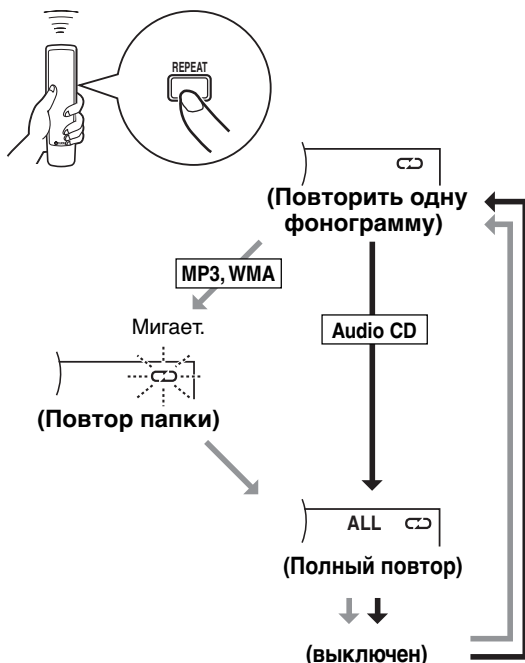 REPEAT
(Повторить одну
фонограмму)
MP3, WMA
Audio CD
Мигает.
(Повтор папки)
ALL
(Полный повтор)
(выключен)